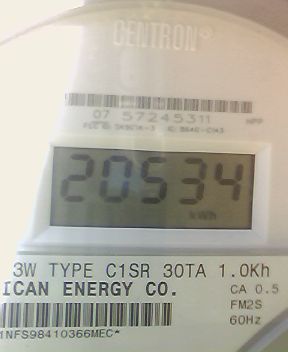 CENTRON®
07 57245311
20534
kWh
3W TYPE C1SR 30TA 1.0Kh
ICAN ENERGY CO. CA 0.5
FM2S
60Hz
1NFS98410366MEC*